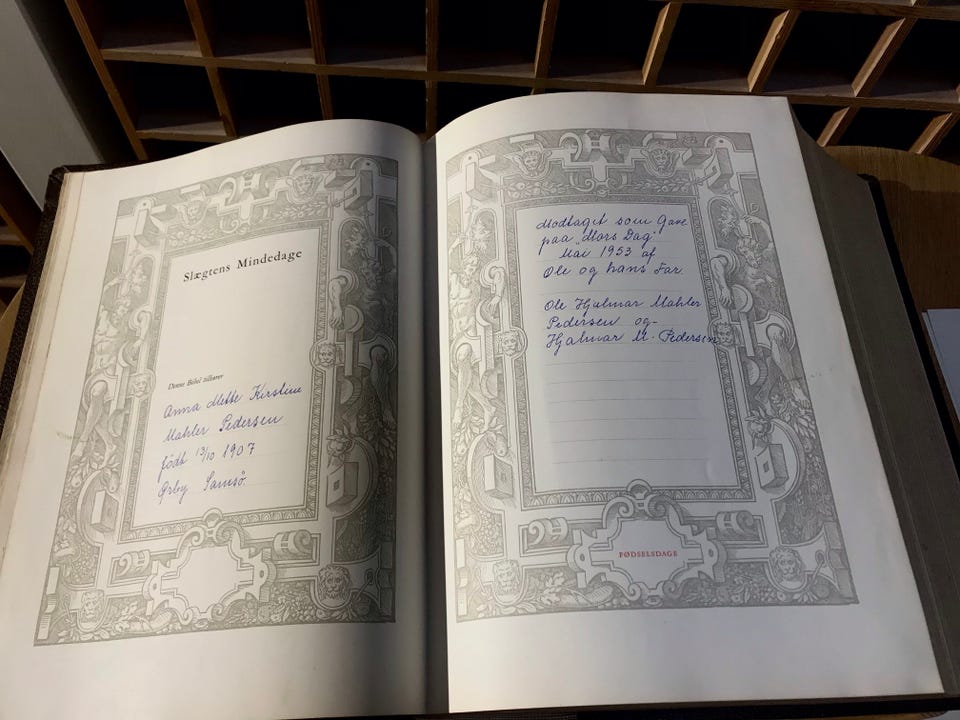 Slægtens Mindedage
Denne Bibel tilhører
Anna Mette Kirstine
Mahler Pedersen
født 13/10 1907
Ørby Samsø.
Modtaget som Gave
paa „Mors Dag"
Mai 1953 af
Ole og hans Far.
Ole Hjalmar Mahler
Pedersen og-
Hjalmar M. Pedersen
FØDSELSDAGE